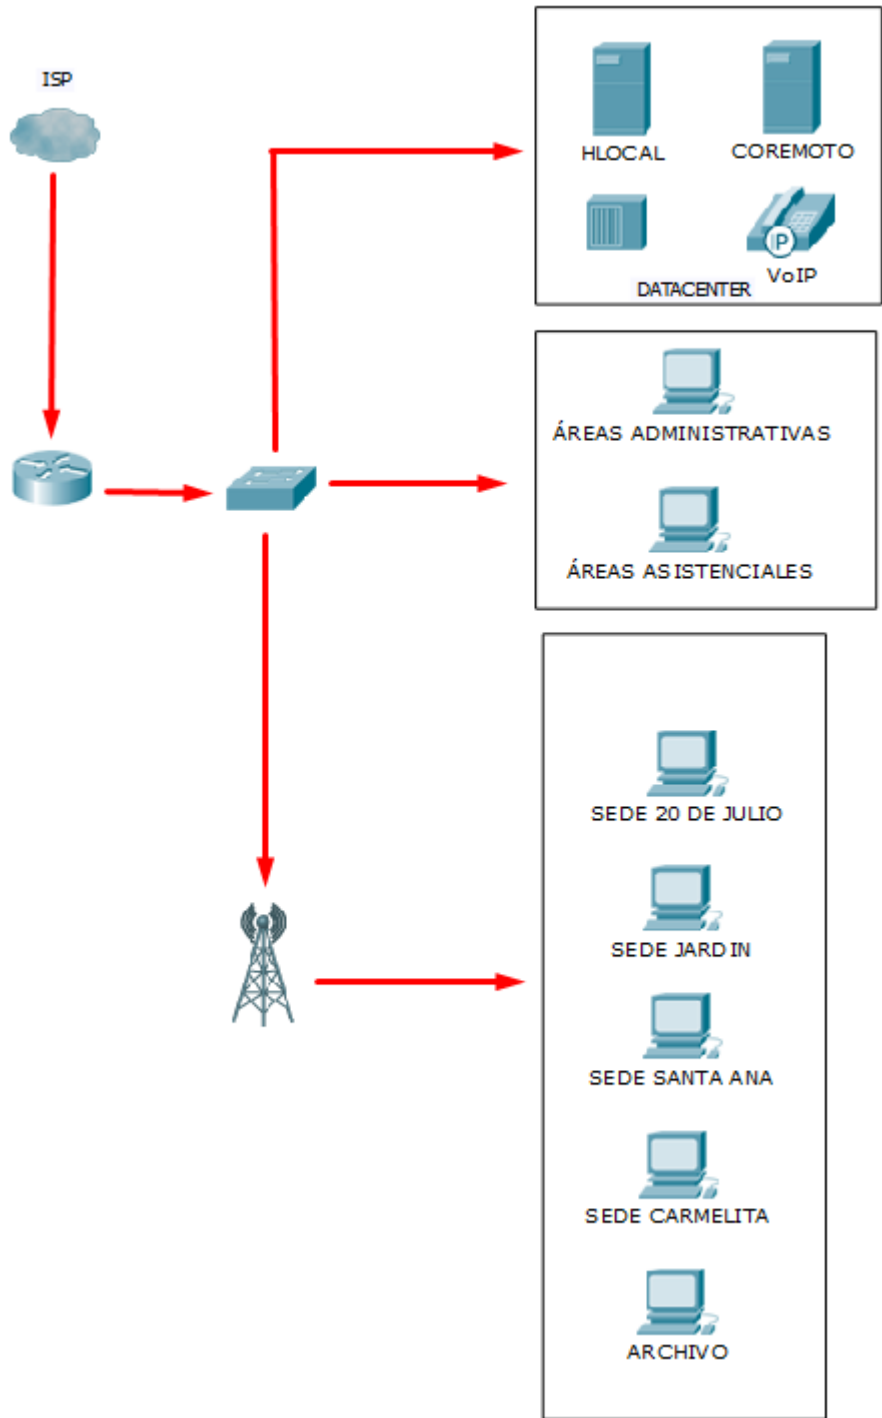 ISP
HLOCAL
COREMOTO
IP
VoIP
DATACENTER
ÁREAS ADMINISTRATIVAS
ÁREAS ASISTENCIALES
SEDE 20 DE JULIO
SEDE JARDIN
SEDE SANTA ANA
SEDE CARMELITA
ARCHIVO